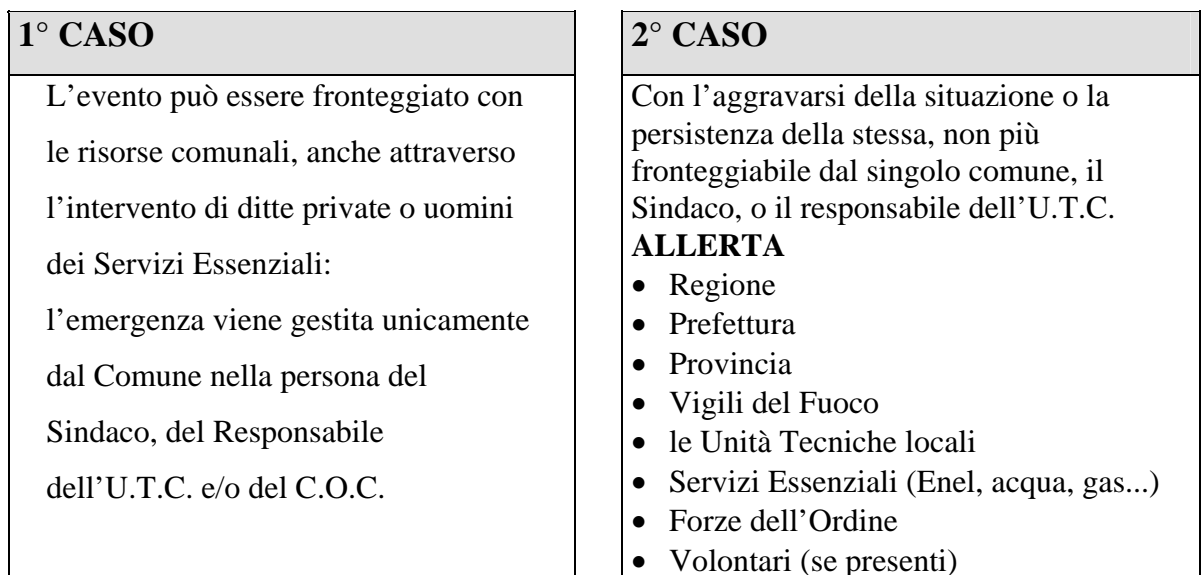 1° CASO
L’evento può essere fronteggiato con
le risorse comunali, anche attraverso
l’intervento di ditte private o uomini
dei Servizi Essenziali:
l’emergenza viene gestita unicamente
dal Comune nella persona del
Sindaco, del Responsabile
dell’U.T.C. e/o del C.O.C.
2° CASO
Con l’aggravarsi della situazione o la
persistenza della stessa, non più
fronteggiabile dal singolo comune, il
Sindaco, o il responsabile dell’U.T.C.
ALLERTA
• Regione
• Prefettura
• Provincia
• Vigili del Fuoco
• le Unità Tecniche locali
• Servizi Essenziali (Enel, acqua, gas...)
• Forze dell’Ordine
• Volontari (se presenti)